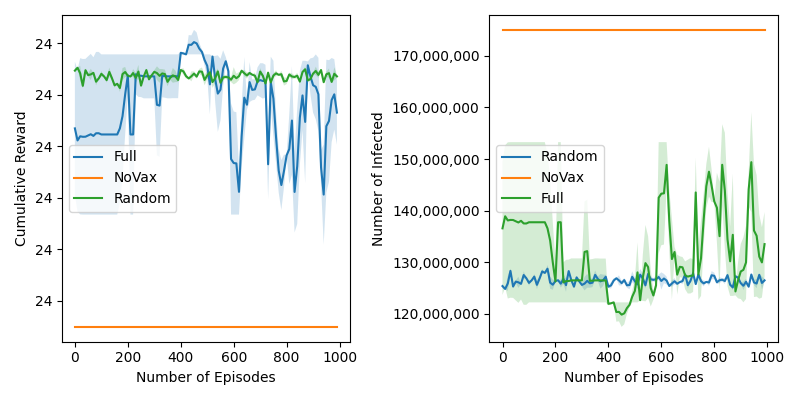 24
24
24
24
24
24
Cumulative Reward
Full
NoVax
Random
0
200
400
600
800
1000
Number of Episodes
170,000,000
160,000,000
150,000,000
140,000,000
130,000,000
120,000,000
Number of Infected
Random
NoVax
Full
0
200
400
600
800
1000
Number of Episodes